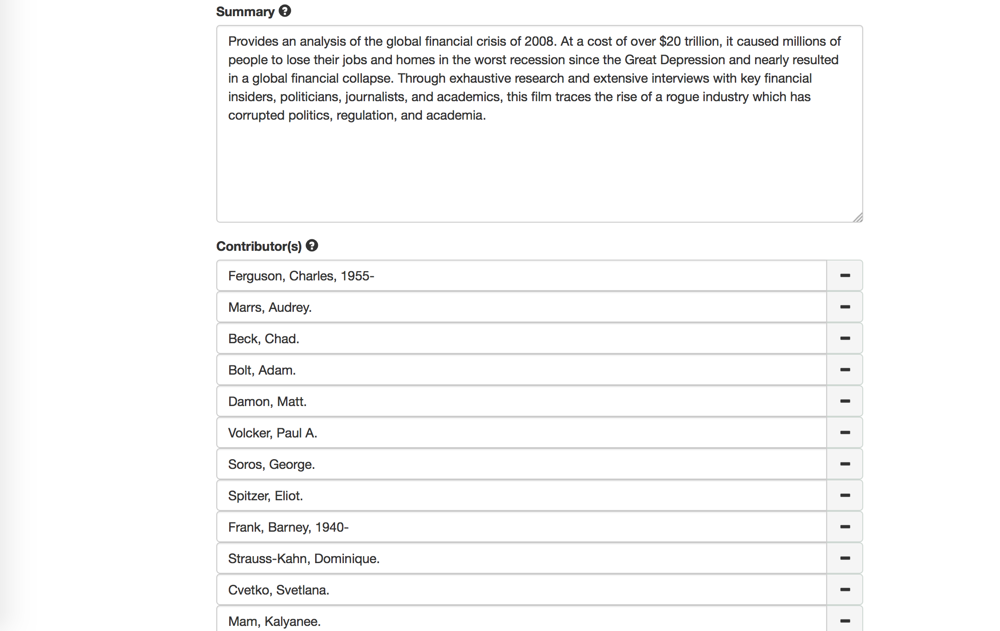 Summary
Provides an analysis of the global financial crisis of 2008. At a cost of over $20 trillion, it caused millions of
people to lose their jobs and homes in the worst recession since the Great Depression and nearly resulted
in a global financial collapse. Through exhaustive research and extensive interviews with key financial
insiders, politicians, journalists, and academics, this film traces the rise of a rogue industry which has
corrupted politics, regulation, and academia.
Contributor(s)
Ferguson, Charles, 1955-
Marrs, Audrey.
Beck, Chad.
Bolt, Adam.
Damon, Matt.
Volcker, Paul A.
Soros, George.
Spitzer, Eliot.
Frank, Barney, 1940-
Strauss-Kahn, Dominique.
Cvetko, Svetlana.
Mam, Kalyanee.